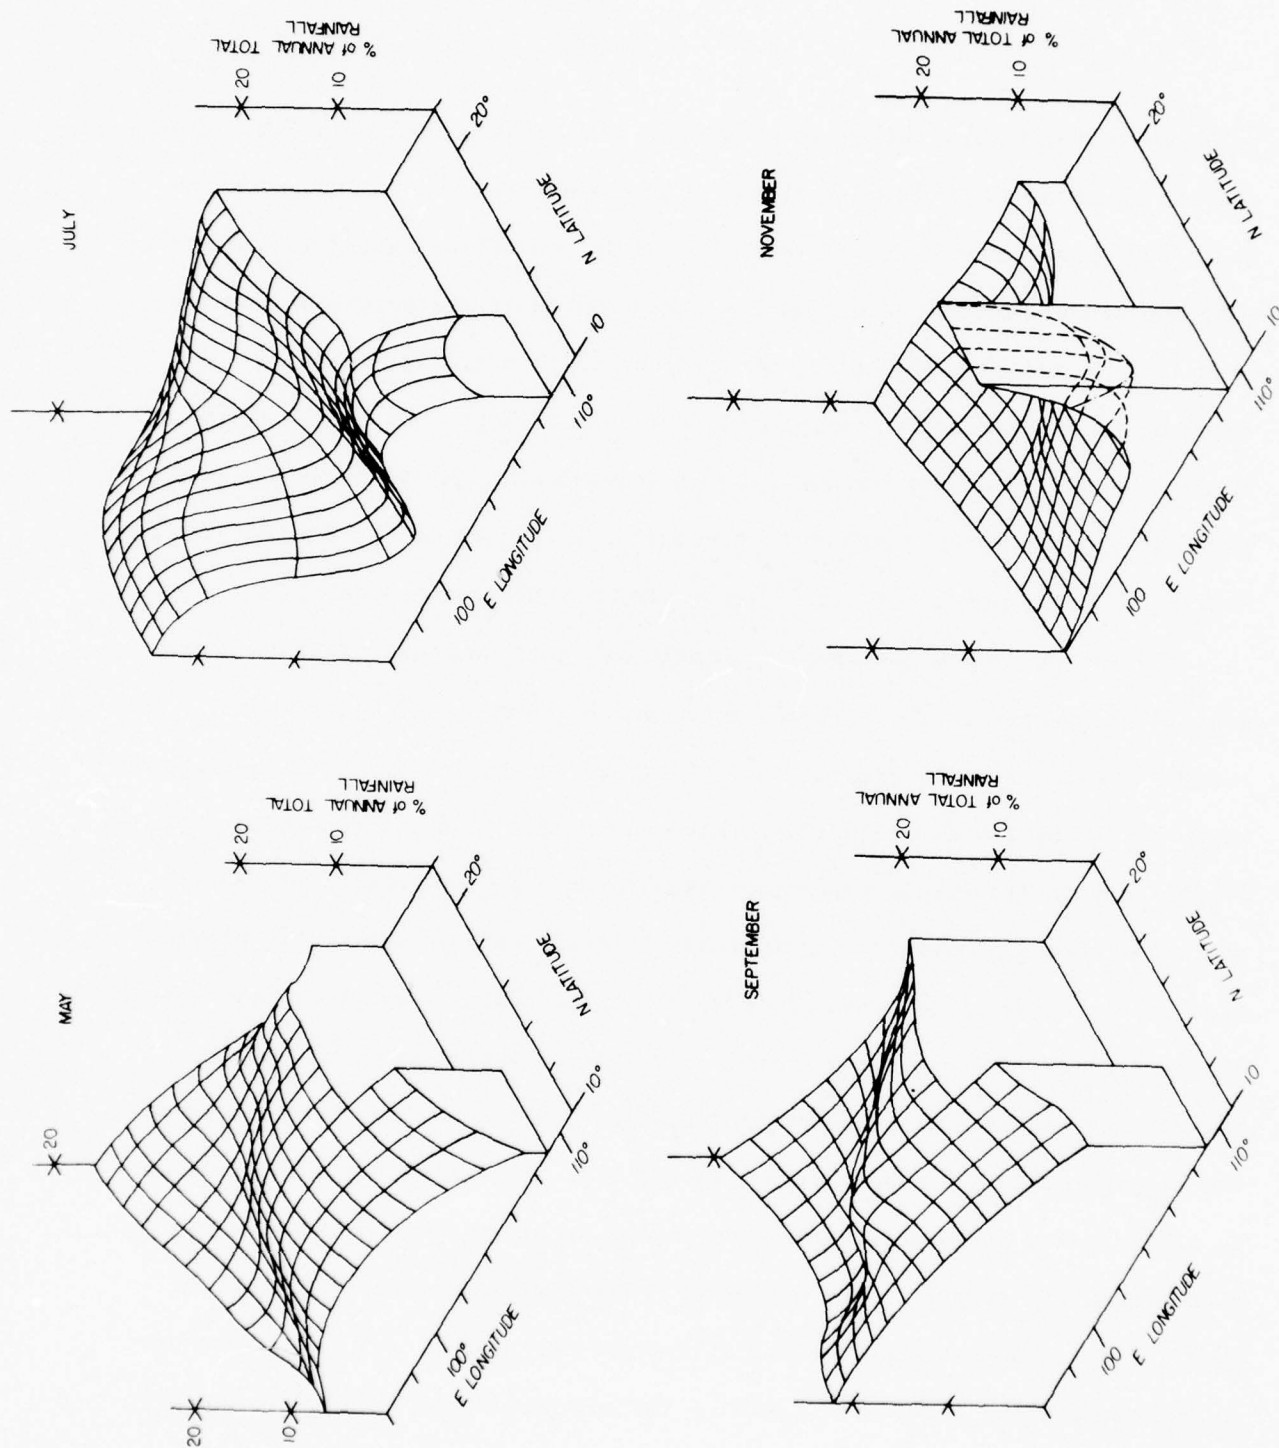 JULY
% of ANNUAL TOTAL
RAINFALL
20
10
20°
N LATITUDE
10
110°
E LONGITUDE
100
NOVEMBER
% of TOTAL ANNUAL
RAINFALL
20
10
20°
N LATITUDE
10
110°
E LONGITUDE
100
MAY
20
% of ANNUAL TOTAL
RAINFALL
20
10
20°
N LATITUDE
10°
110°
E LONGITUDE
100°
20
10
SEPTEMBER
% of TOTAL ANNUAL
RAINFALL
20
10
20°
N LATITUDE
10
110°
E LONGITUDE
100